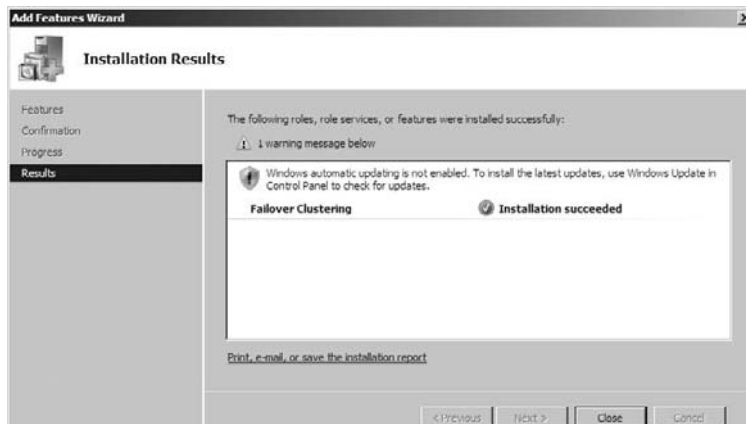 Add Features Wizard
Installation Results
Features
Confirmation
Progress
Results
The following roles, role services, or features were installed successfully:
1 warning message below
Windows automatic updating is not enabled. To install the latest updates, use Windows Update in
Control Panel to check for updates.
Failover Clustering
Installation succeeded
Print, e-mail, or save the installation report
< Previous
Next >
Close
Cancel